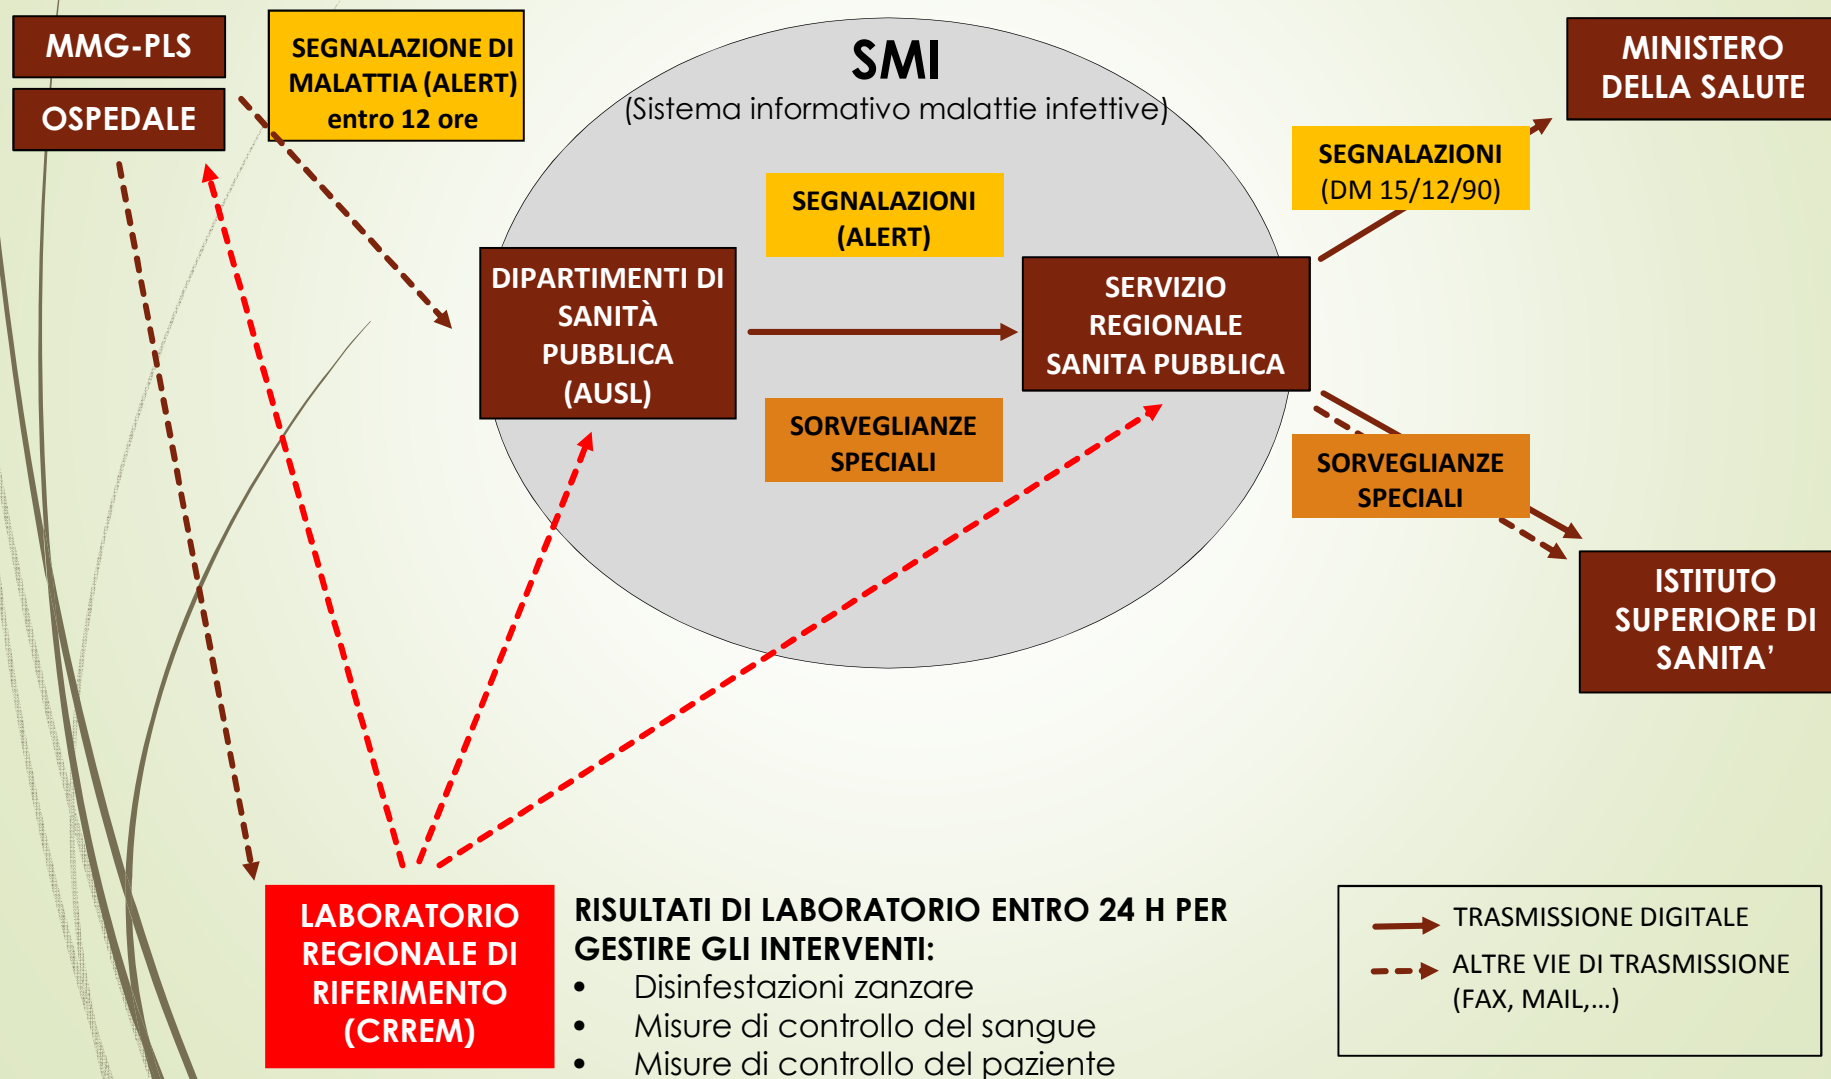 MMG-PLS
OSPEDALE
SEGNALAZIONE DI
MALATTIA (ALERT)
entro 12 ore
SMI
(Sistema informativo malattie infettive)
MINISTERO
DELLA SALUTE
SEGNALAZIONI
(DM 15/12/90)
SEGNALAZIONI
(ALERT)
DIPARTIMENTI DI
SANITÀ
PUBBLICA
(AUSL)
SERVIZIO
REGIONALE
SANITA PUBBLICA
SORVEGLIANZE
SPECIALI
SORVEGLIANZE
SPECIALI
ISTITUTO
SUPERIORE DI
SANITA’
LABORATORIO
REGIONALE DI
RIFERIMENTO
(CRREM)
RISULTATI DI LABORATORIO ENTRO 24 H PER
GESTIRE GLI INTERVENTI:
• Disinfestazioni zanzare
• Misure di controllo del sangue
• Misure di controllo del paziente
TRASMISSIONE DIGITALE
ALTRE VIE DI TRASMISSIONE
(FAX, MAIL,…)